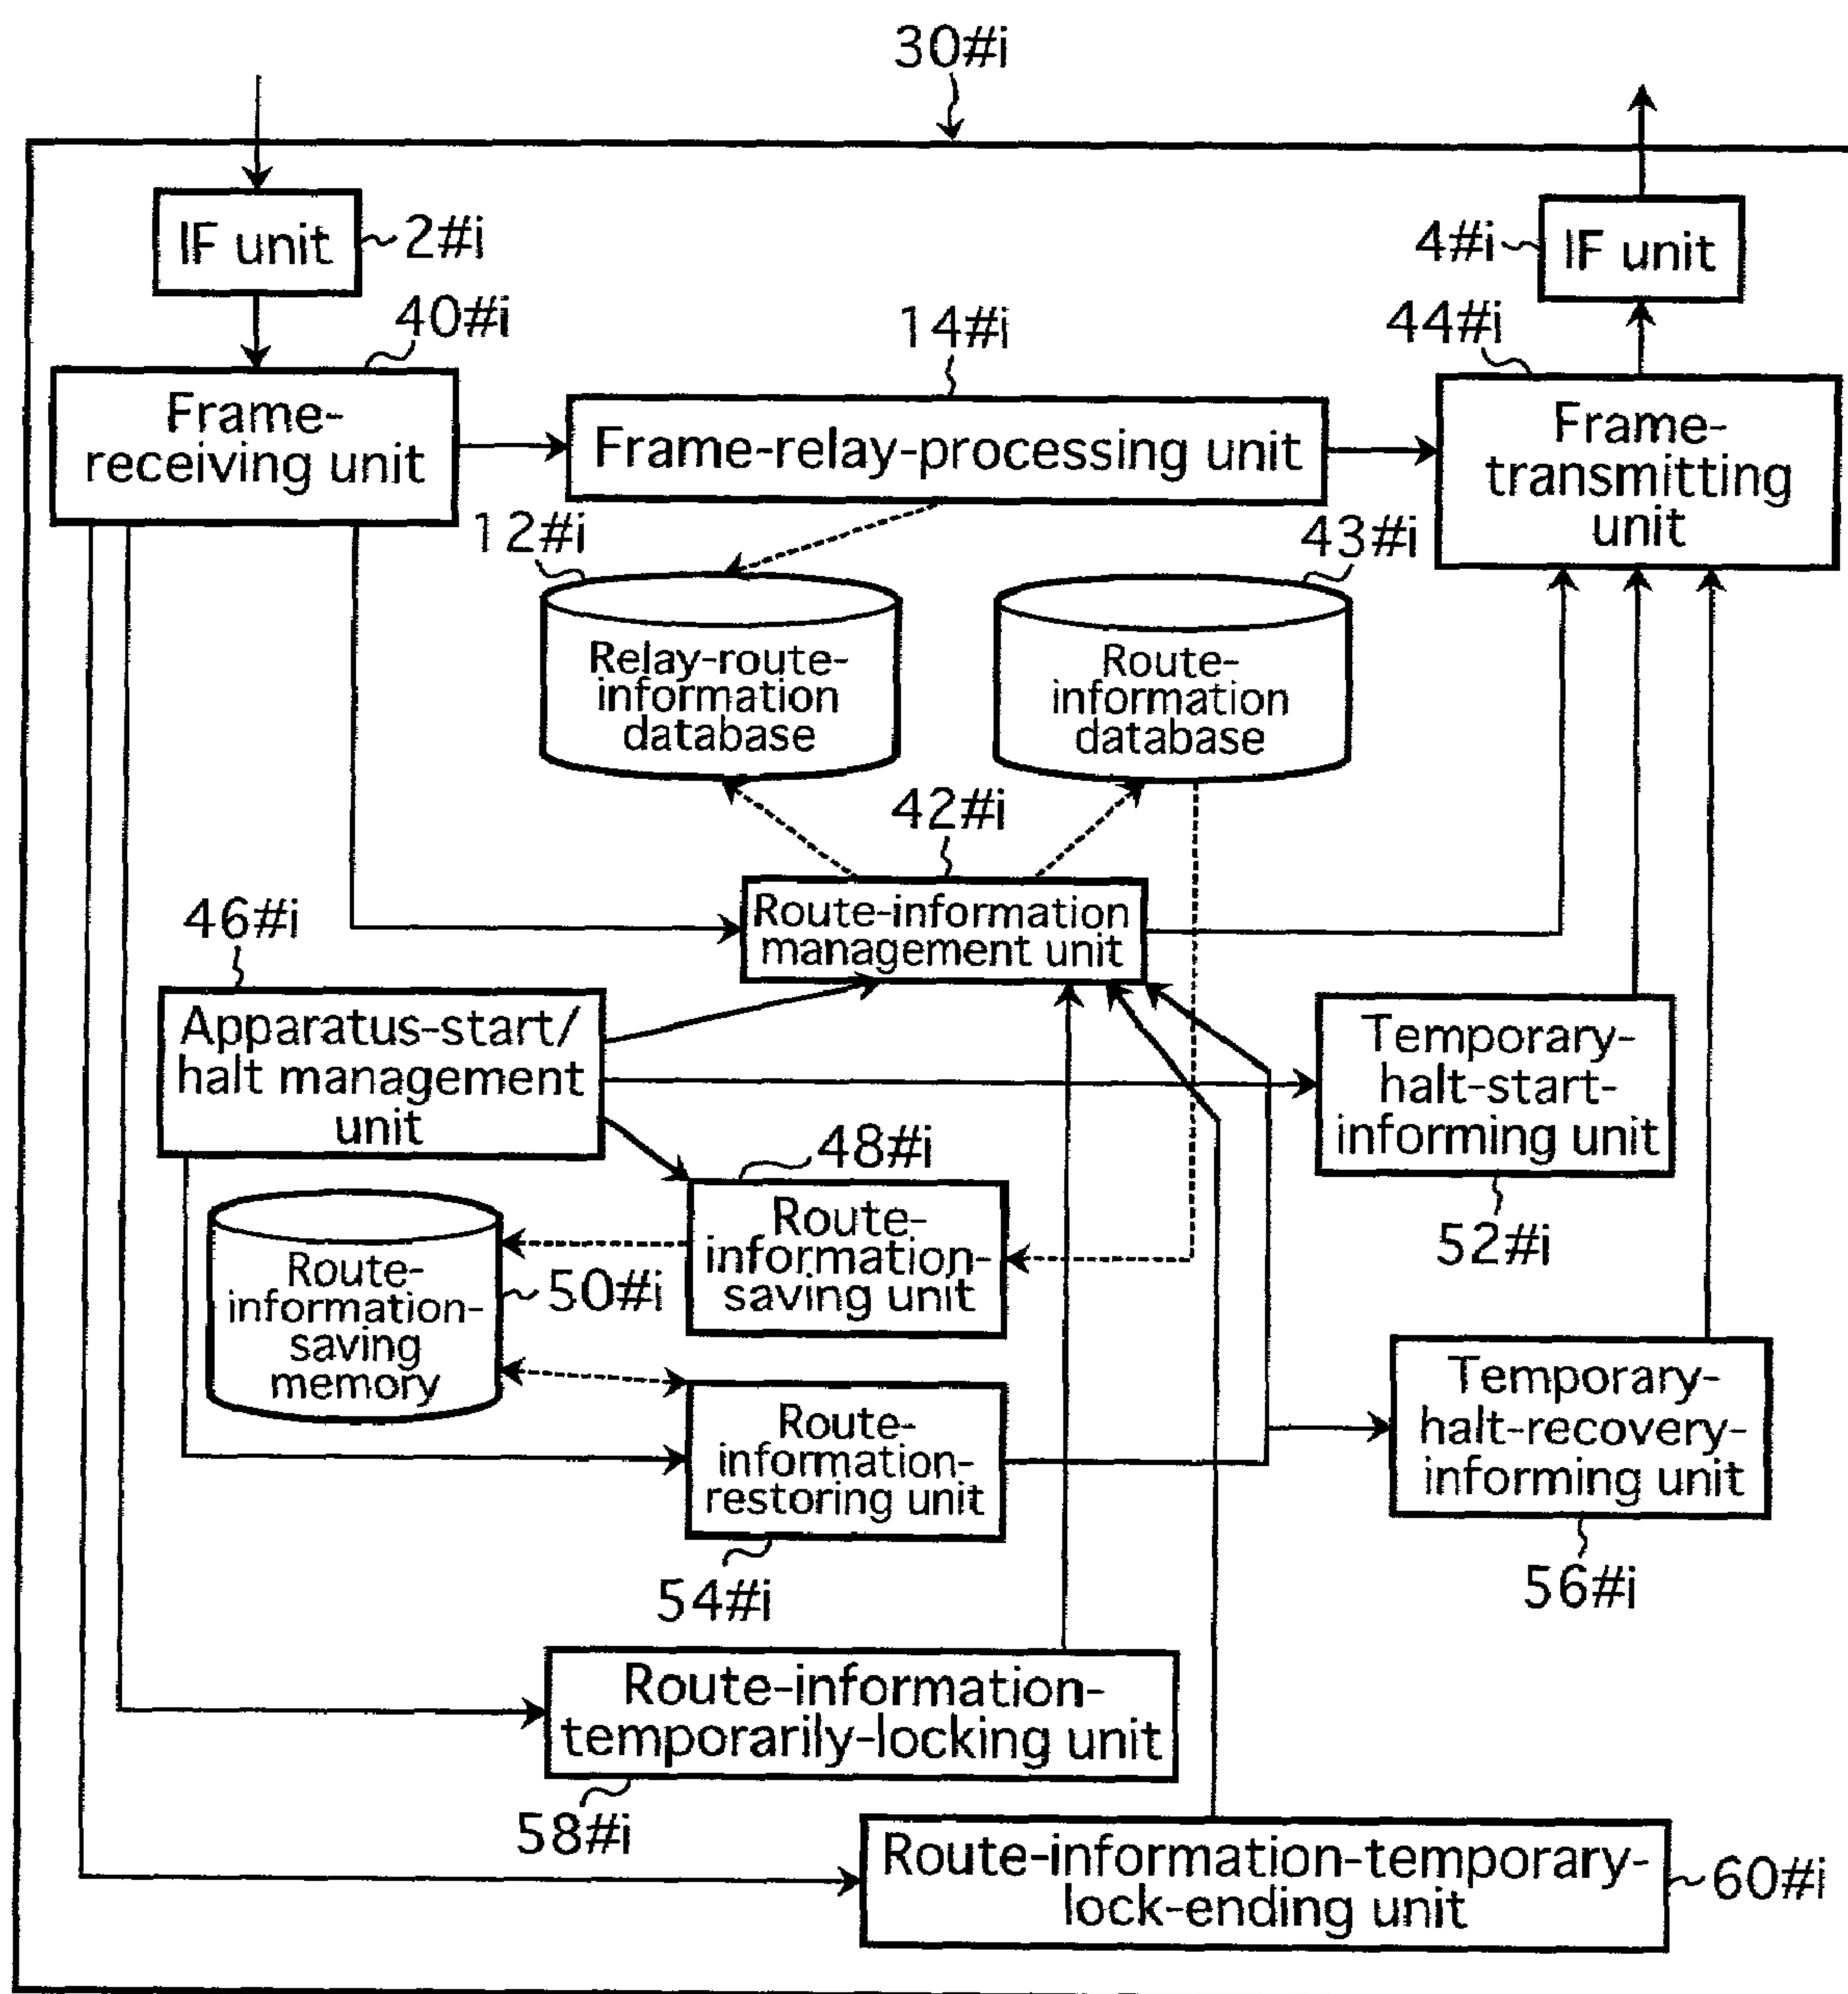 30#i
IF unit
2#i
4#i
IF unit
40#i
14#i
44#i
Frame-
receiving unit
Frame-relay-processing unit
Frame-
transmitting
unit
12#i
43#i
Relay-route-
information
database
Route-
information
database
42#i
Route-information
management unit
46#i
Apparatus-start/
halt management
unit
Temporary-
halt-start-
informing unit
52#i
48#i
Route-
information-
saving unit
Route-
information-
saving
memory
50#i
Route-
information-
restoring unit
54#i
Temporary-
halt-recovery-
informing unit
56#i
Route-information-
temporarily-locking unit
58#i
Route-information-temporary-
lock-ending unit
60#i